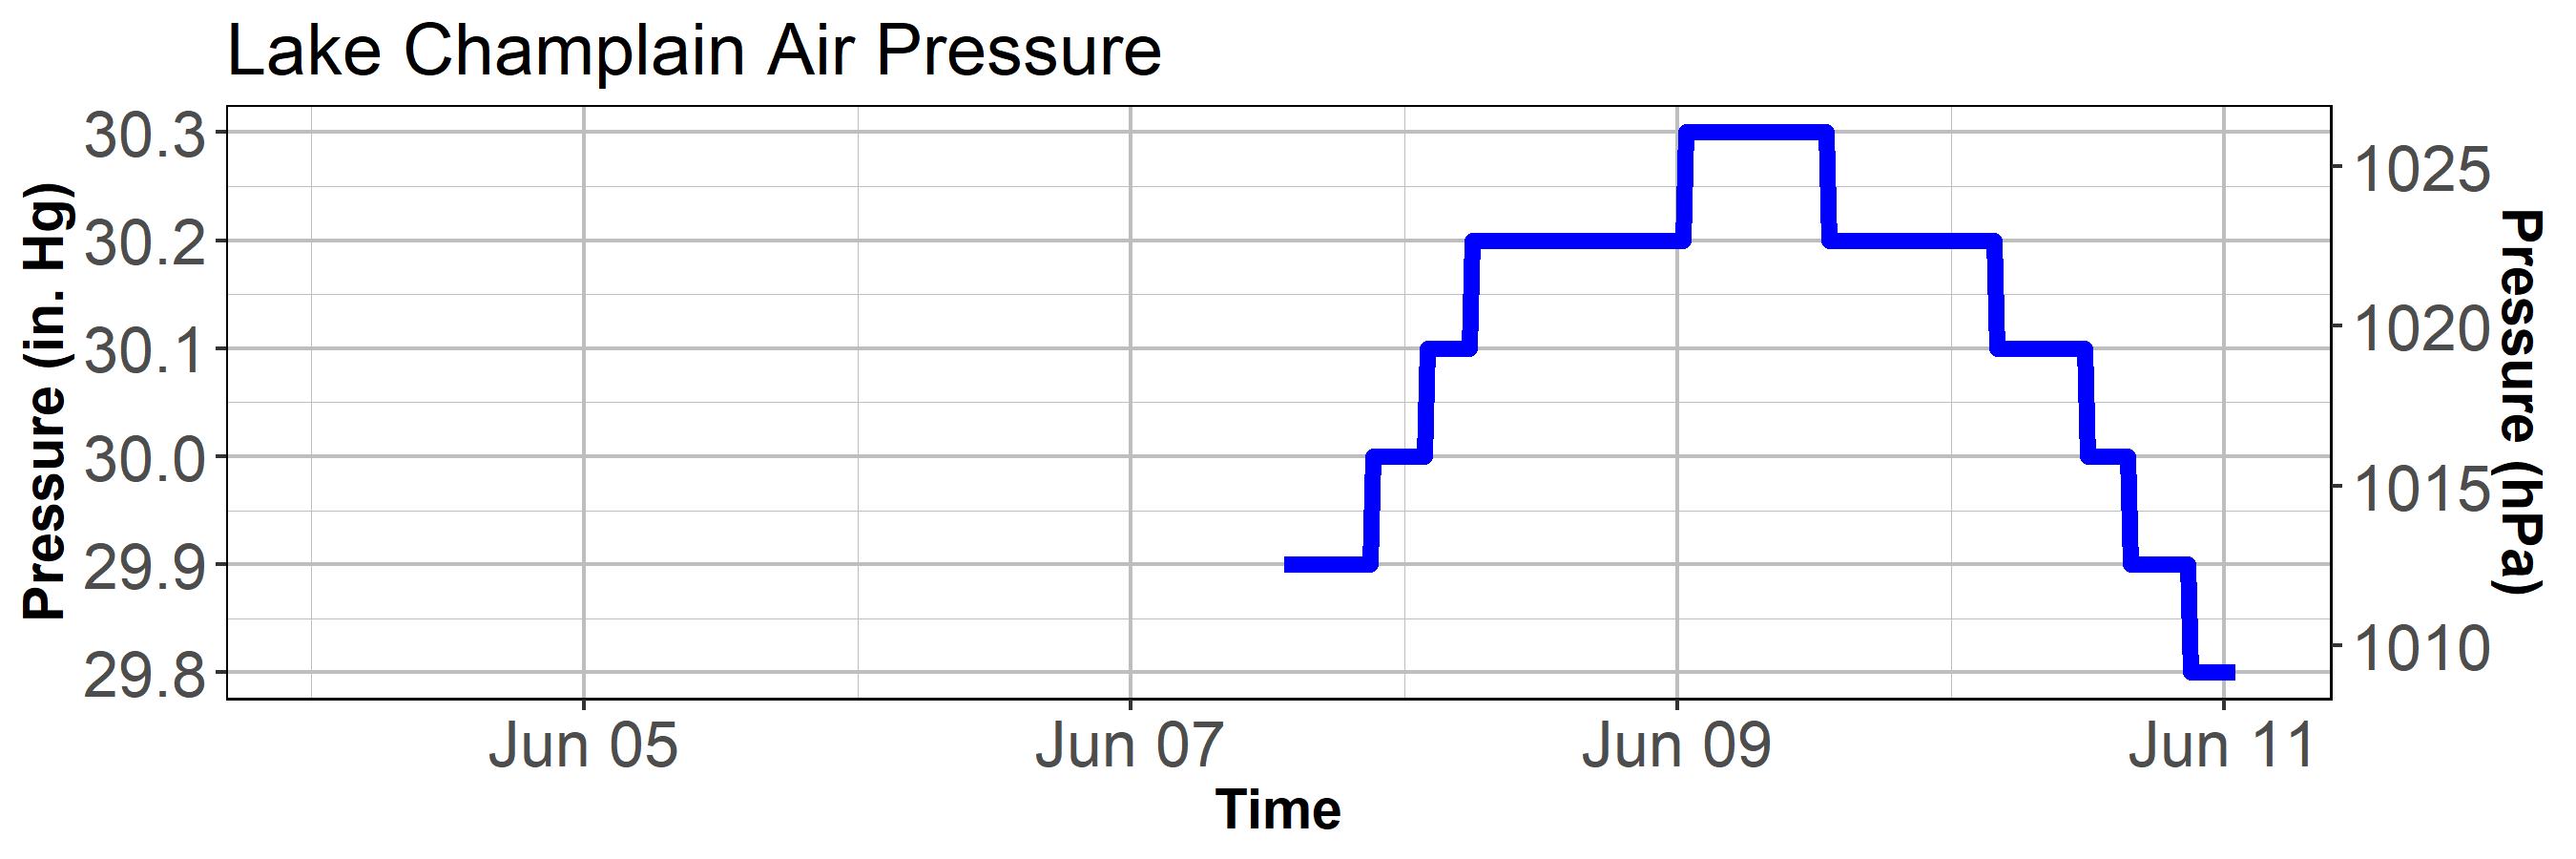 Lake Champlain Air Pressure
Pressure (in. Hg)
30.3
30.2
30.1
30.0
29.9
29.8
1025
1020
1015
1010
Pressure (hPa)
Jun 05 Jun 07 Jun 09 Jun 11
Time